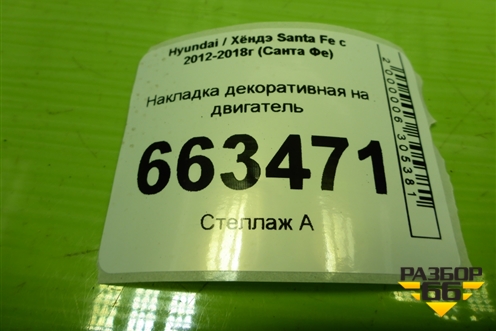 Hyundai / Хёндэ Santa Fe с
2012-2018г (Санта Фе)
Накладка декоративная на
двигатель
663471
Стеллаж А
2000006305381
РАЗБОР
66